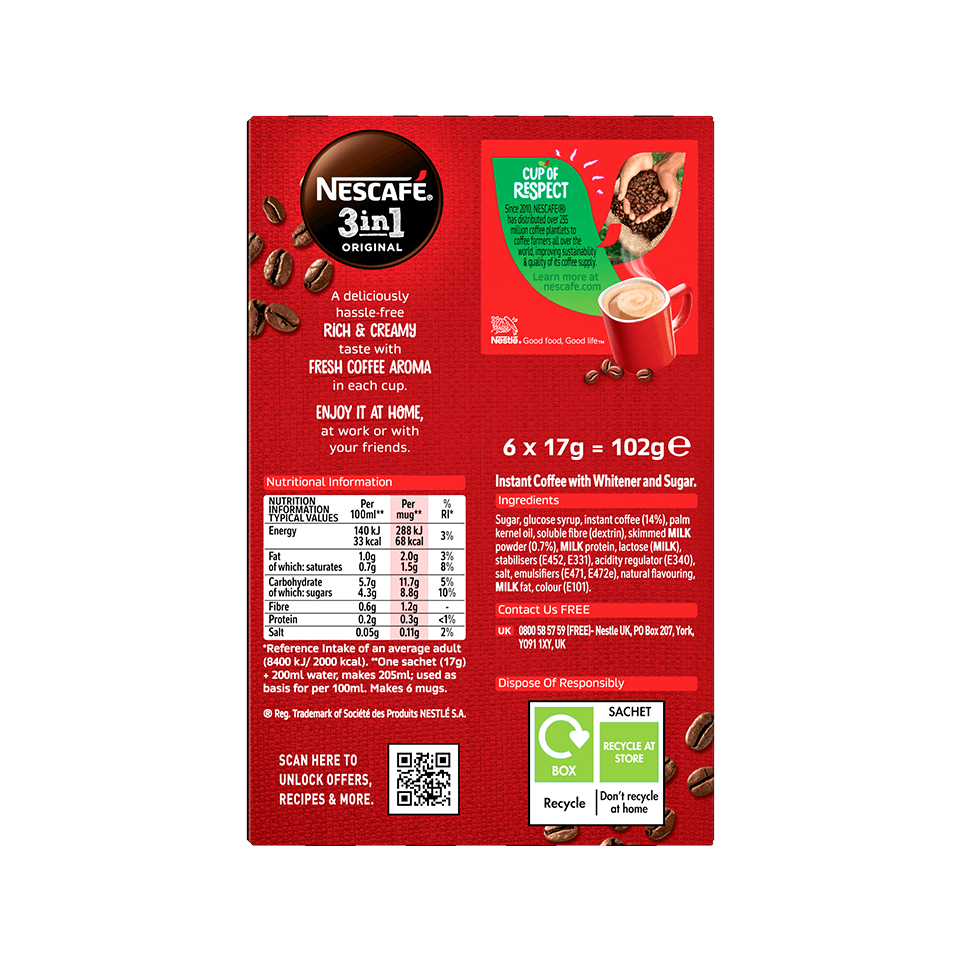 NESCAFÉ®
3in1
ORIGINAL
A deliciously
hassle-free
RICH & CREAMY
taste with
FRESH COFFEE AROMA
in each cup.
ENJOY IT AT HOME,
at work or with
your friends.
CUP OF
RESPECT
Since 2010, NESCAFÉ®
has distributed over 235
million coffee plantlets to
coffee farmers all over the
world, improving sustainability
& quality of its coffee supply.
Learn more at
nescafe.com
Nestlé® Good food, Good life™
6 x 17g = 102g ℮
Nutritional Information
NUTRITION INFORMATION TYPICAL VALUES Per 100ml** Per mug** % RI*
Energy 140 kJ 288 kJ 3%
33 kcal 68 kcal
Fat 1.0g 2.0g 3%
of which: saturates 0.7g 1.5g 8%
Carbohydrate 5.7g 11.7g 5%
of which: sugars 4.3g 8.8g 10%
Fibre 0.6g 1.2g -
Protein 0.2g 0.3g <1%
Salt 0.05g 0.11g 2%
*Reference Intake of an average adult
(8400 kJ/ 2000 kcal). **One sachet (17g)
+ 200ml water, makes 205ml; used as
basis for per 100ml. Makes 6 mugs.
® Reg. Trademark of Société des Produits NESTLÉ S.A.
SCAN HERE TO
UNLOCK OFFERS,
RECIPES & MORE.
Instant Coffee with Whitener and Sugar.
Ingredients
Sugar, glucose syrup, instant coffee (14%), palm
kernel oil, soluble fibre (dextrin), skimmed MILK
powder (0.7%), MILK protein, lactose (MILK),
stabilisers (E452, E331), acidity regulator (E340),
salt, emulsifiers (E471, E472e), natural flavouring,
MILK fat, colour (E101).
Contact Us FREE
UK 0800 58 57 59 (FREE)- Nestle UK, PO Box 207, York,
YO91 1XY, UK
Dispose Of Responsibly
BOX
Recycle
SACHET
RECYCLE AT
STORE
Don't recycle
at home